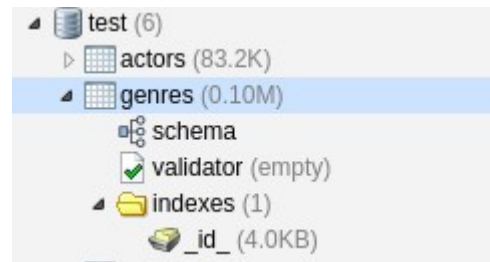 test (6)
actors (83.2K)
genres (0.10M)
schema
validator (empty)
indexes (1)
_id_ (4.0KB)